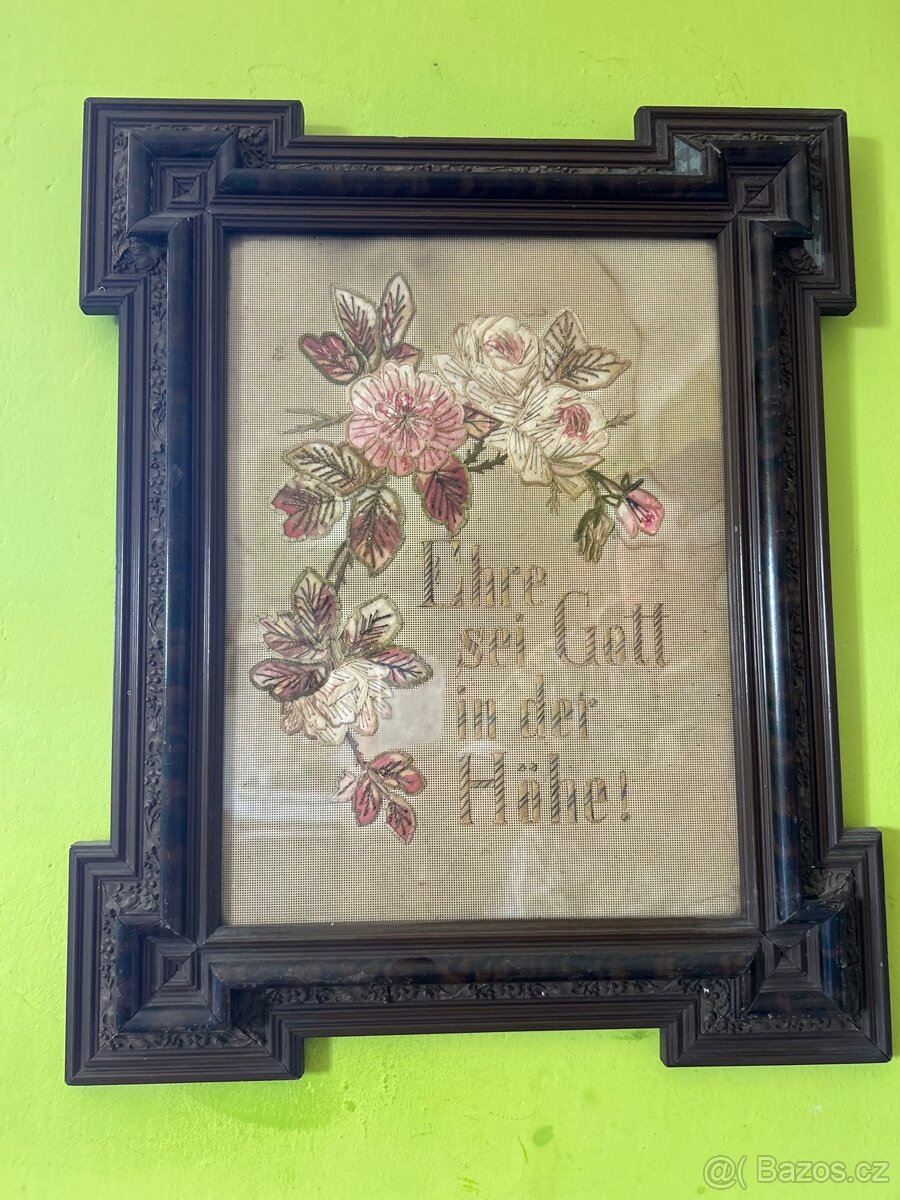 Ehre
sei Gott
in der
Höhe!
@( Bazos.cz